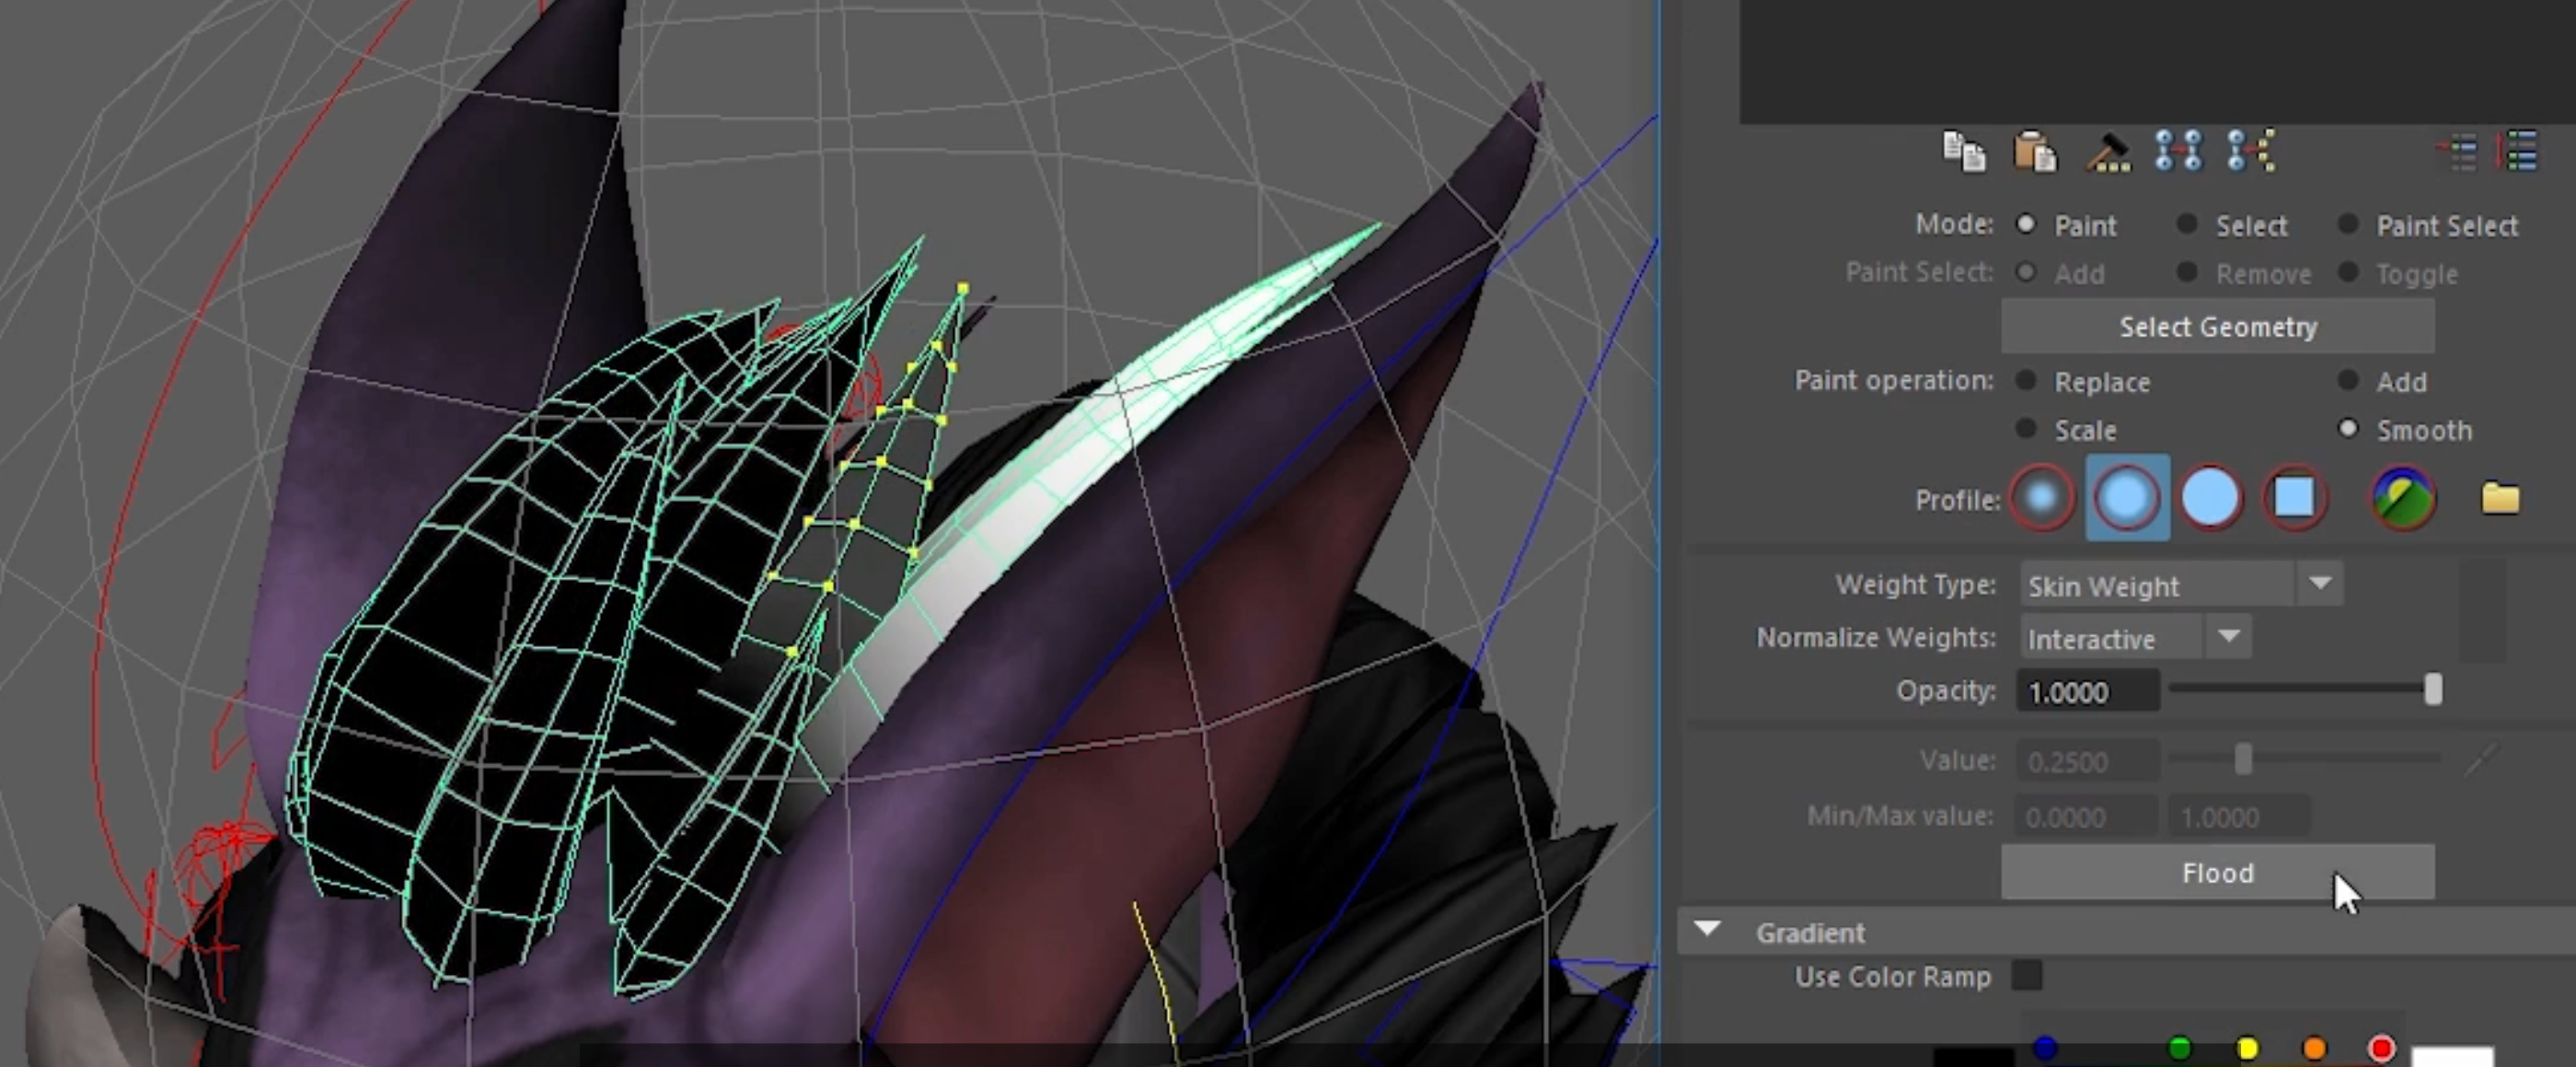 Mode: Paint Select Paint Select
Paint Select: Add Remove Toggle
Select Geometry
Paint operation: Replace Add
Scale Smooth
Profile:
Weight Type: Skin Weight
Normalize Weights: Interactive
Opacity: 1.0000
Value: 0.2500
Min/Max value: 0.0000 1.0000
Flood
Gradient
Use Color Ramp